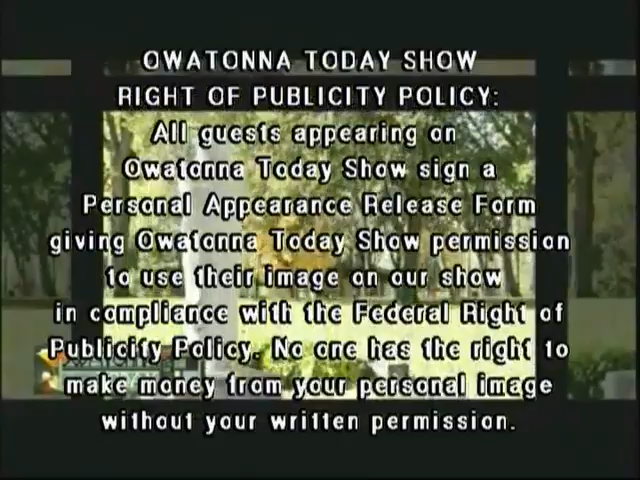 OWATONNA TODAY SHOW
RIGHT OF PUBLICITY POLICY:
All guests appearing on
Owatonna Today Show sign a
Personal Appearance Release Form
giving Owatonna Today Show permission
to use their image on our show
in compliance with the Federal Right of
Publicity Policy. No one has the right to
make money from your personal image
without your written permission.